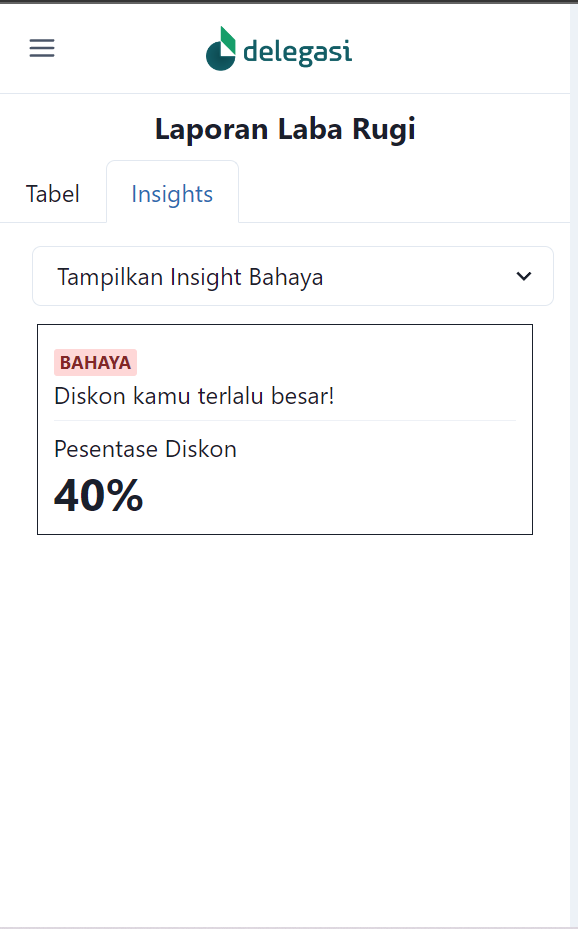 delegasi
Laporan Laba Rugi
Tabel
Insights
Tampilkan Insight Bahaya
BAHAYA
Diskon kamu terlalu besar!
Pesentase Diskon
40%